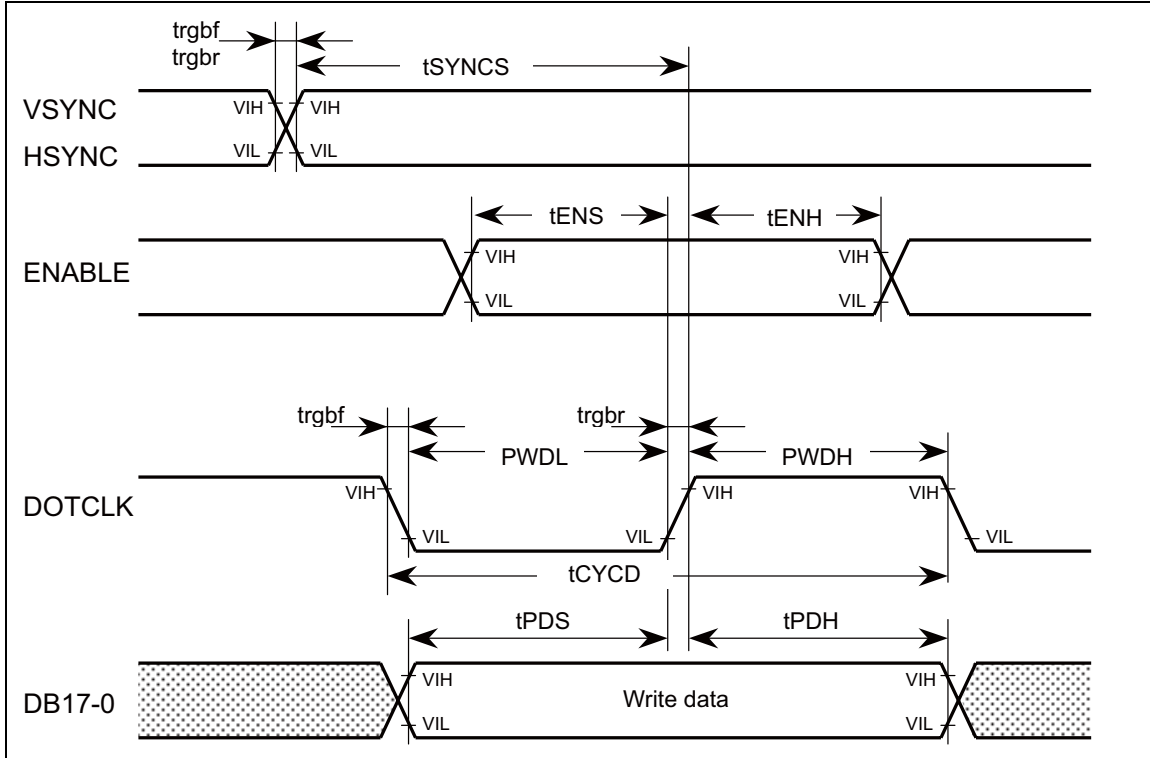 trgbf
trgbr
tSYNCS
VSYNC
VIH VIH
HSYNC
VIL VIL
tENS tENH
ENABLE
VIH VIH
VIL VIL
trgbf trgbr
PWDL PWDH
DOTCLK
VIH VIH VIH
VIL VIL VIL
tCYCD
tPDS tPDH
DB17-0
VIH Write data VIH
VIL VIL